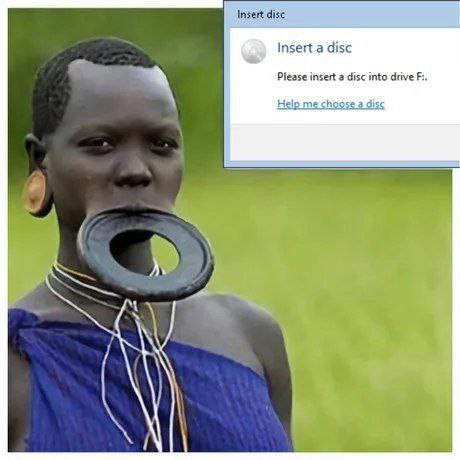 Insert disc
Insert a disc
Please insert a disc into drive F:.
Help me choose a disc